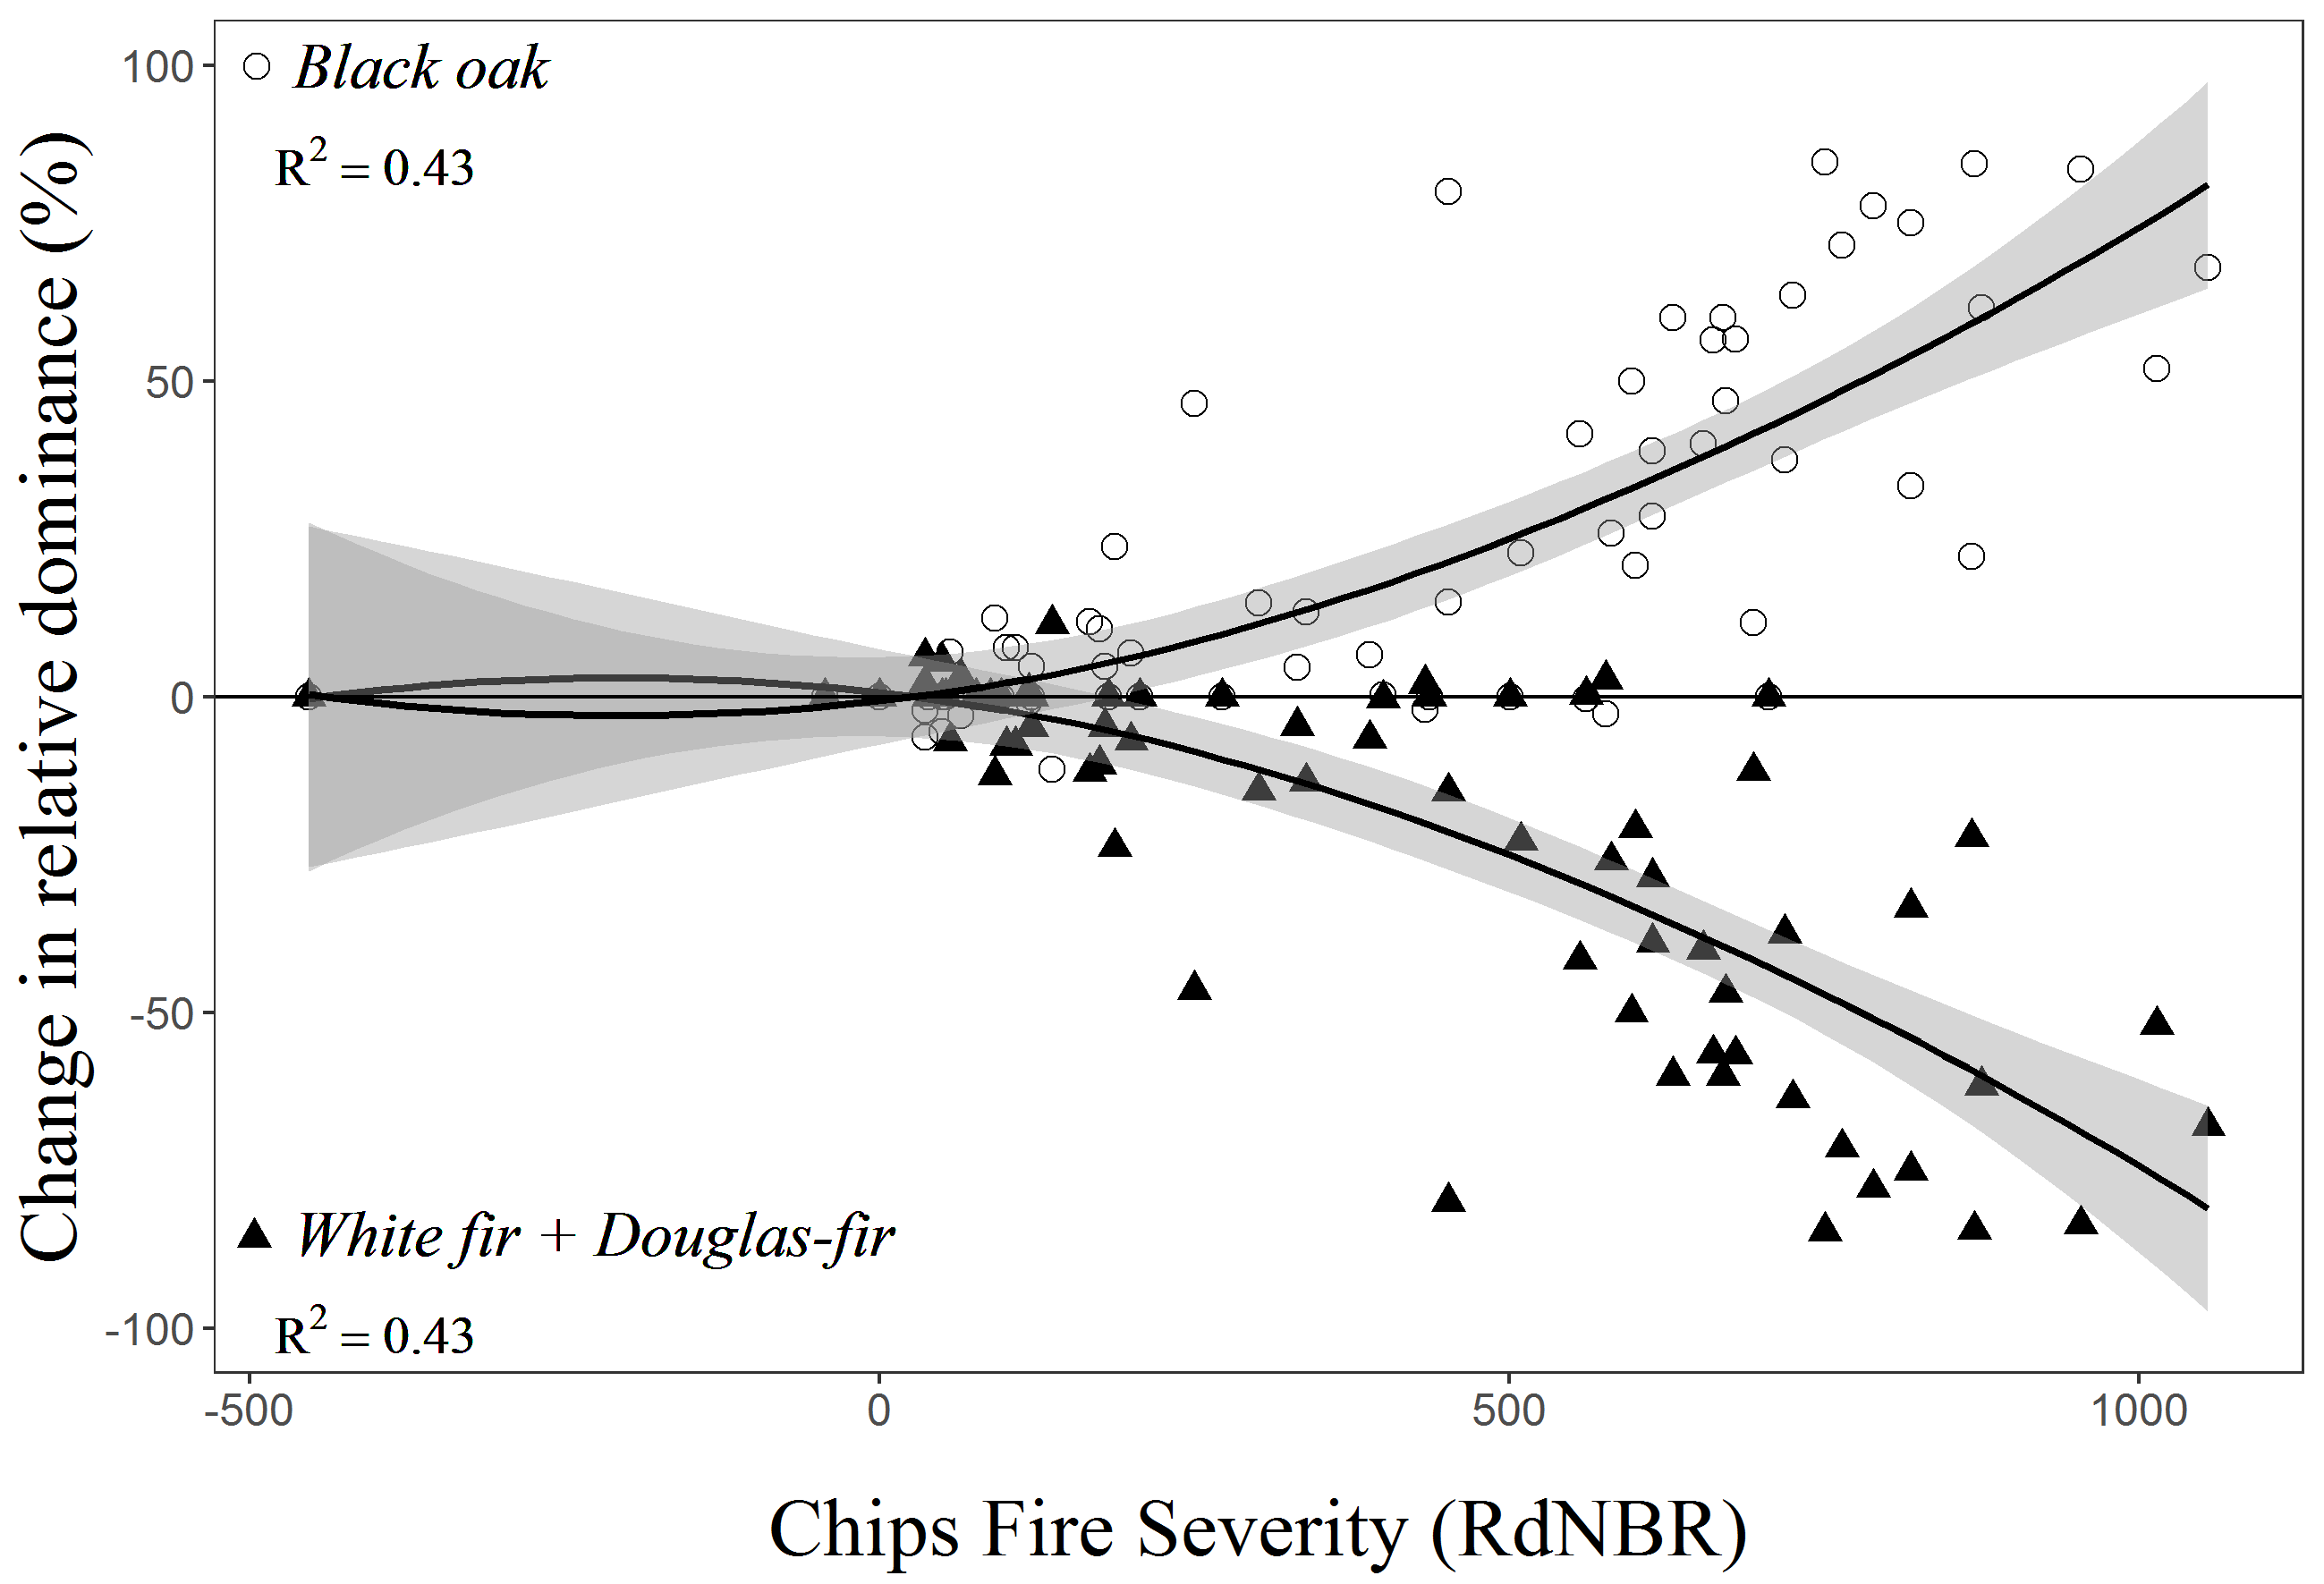 Change in relative dominance (%)
100
50
0
-50
-100
Black oak
R² = 0.43
White fir + Douglas-fir
R² = 0.43
-500
0
500
1000
Chips Fire Severity (RdNBR)